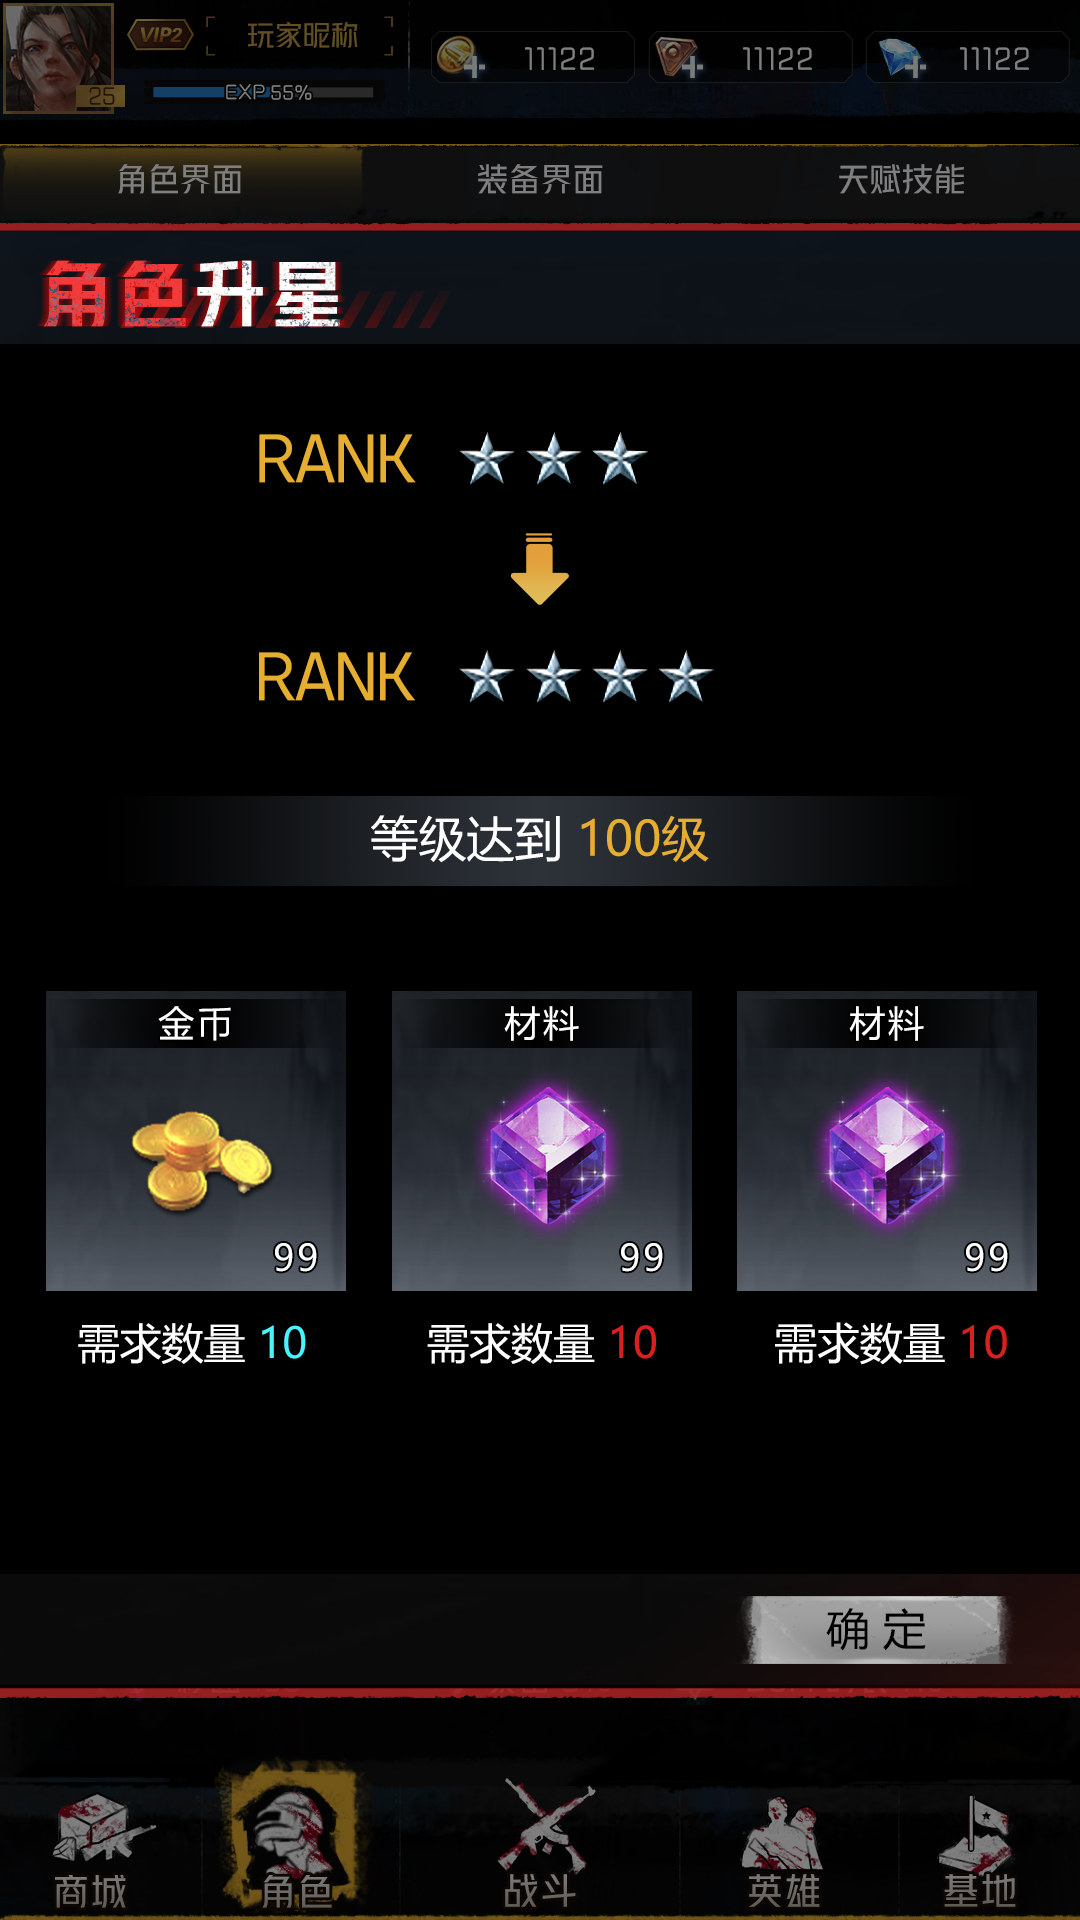 VIP2 玩家昵称
11122 11122 11122
25 EXP 55%
角色界面 装备界面 天赋技能
角色升星
RANK
RANK
等级达到 100级
金币 材料 材料
99 99 99
需求数量 10 需求数量 10 需求数量 10
确 定
商城 角色 战斗 英雄 基地